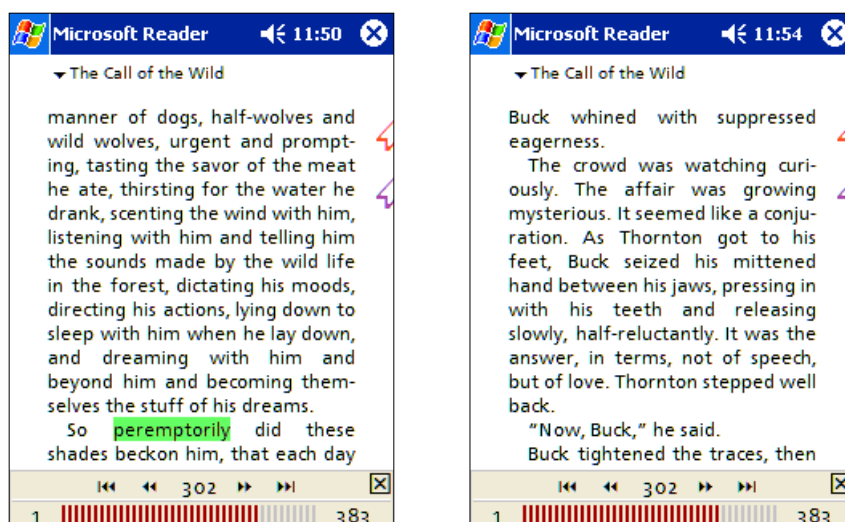 Microsoft Reader 11:50
The Call of the Wild
manner of dogs, half-wolves and
wild wolves, urgent and prompt-
ing, tasting the savor of the meat
he ate, thirsting for the water he
drank, scenting the wind with him,
listening with him and telling him
the sounds made by the wild life
in the forest, dictating his moods,
directing his actions, lying down to
sleep with him when he lay down,
and dreaming with him and
beyond him and becoming them-
selves the stuff of his dreams.
So peremptorily did these
shades beckon him, that each day
302
1 383
Microsoft Reader 11:54
The Call of the Wild
Buck whined with suppressed
eagerness.
The crowd was watching curi-
ously. The affair was growing
mysterious. It seemed like a conju-
ration. As Thornton got to his
feet, Buck seized his mittened
hand between his jaws, pressing in
with his teeth and releasing
slowly, half-reluctantly. It was the
answer, in terms, not of speech,
but of love. Thornton stepped well
back.
"Now, Buck," he said.
Buck tightened the traces, then
302
1 383